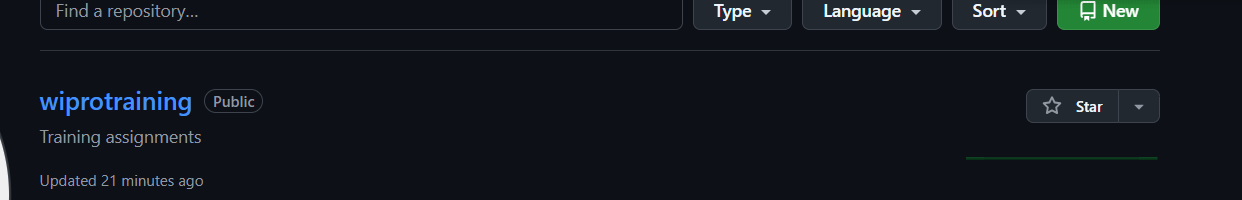 Find a repository...
Type
Language
Sort
New
wiprotraining
Public
Star
Training assignments
Updated 21 minutes ago